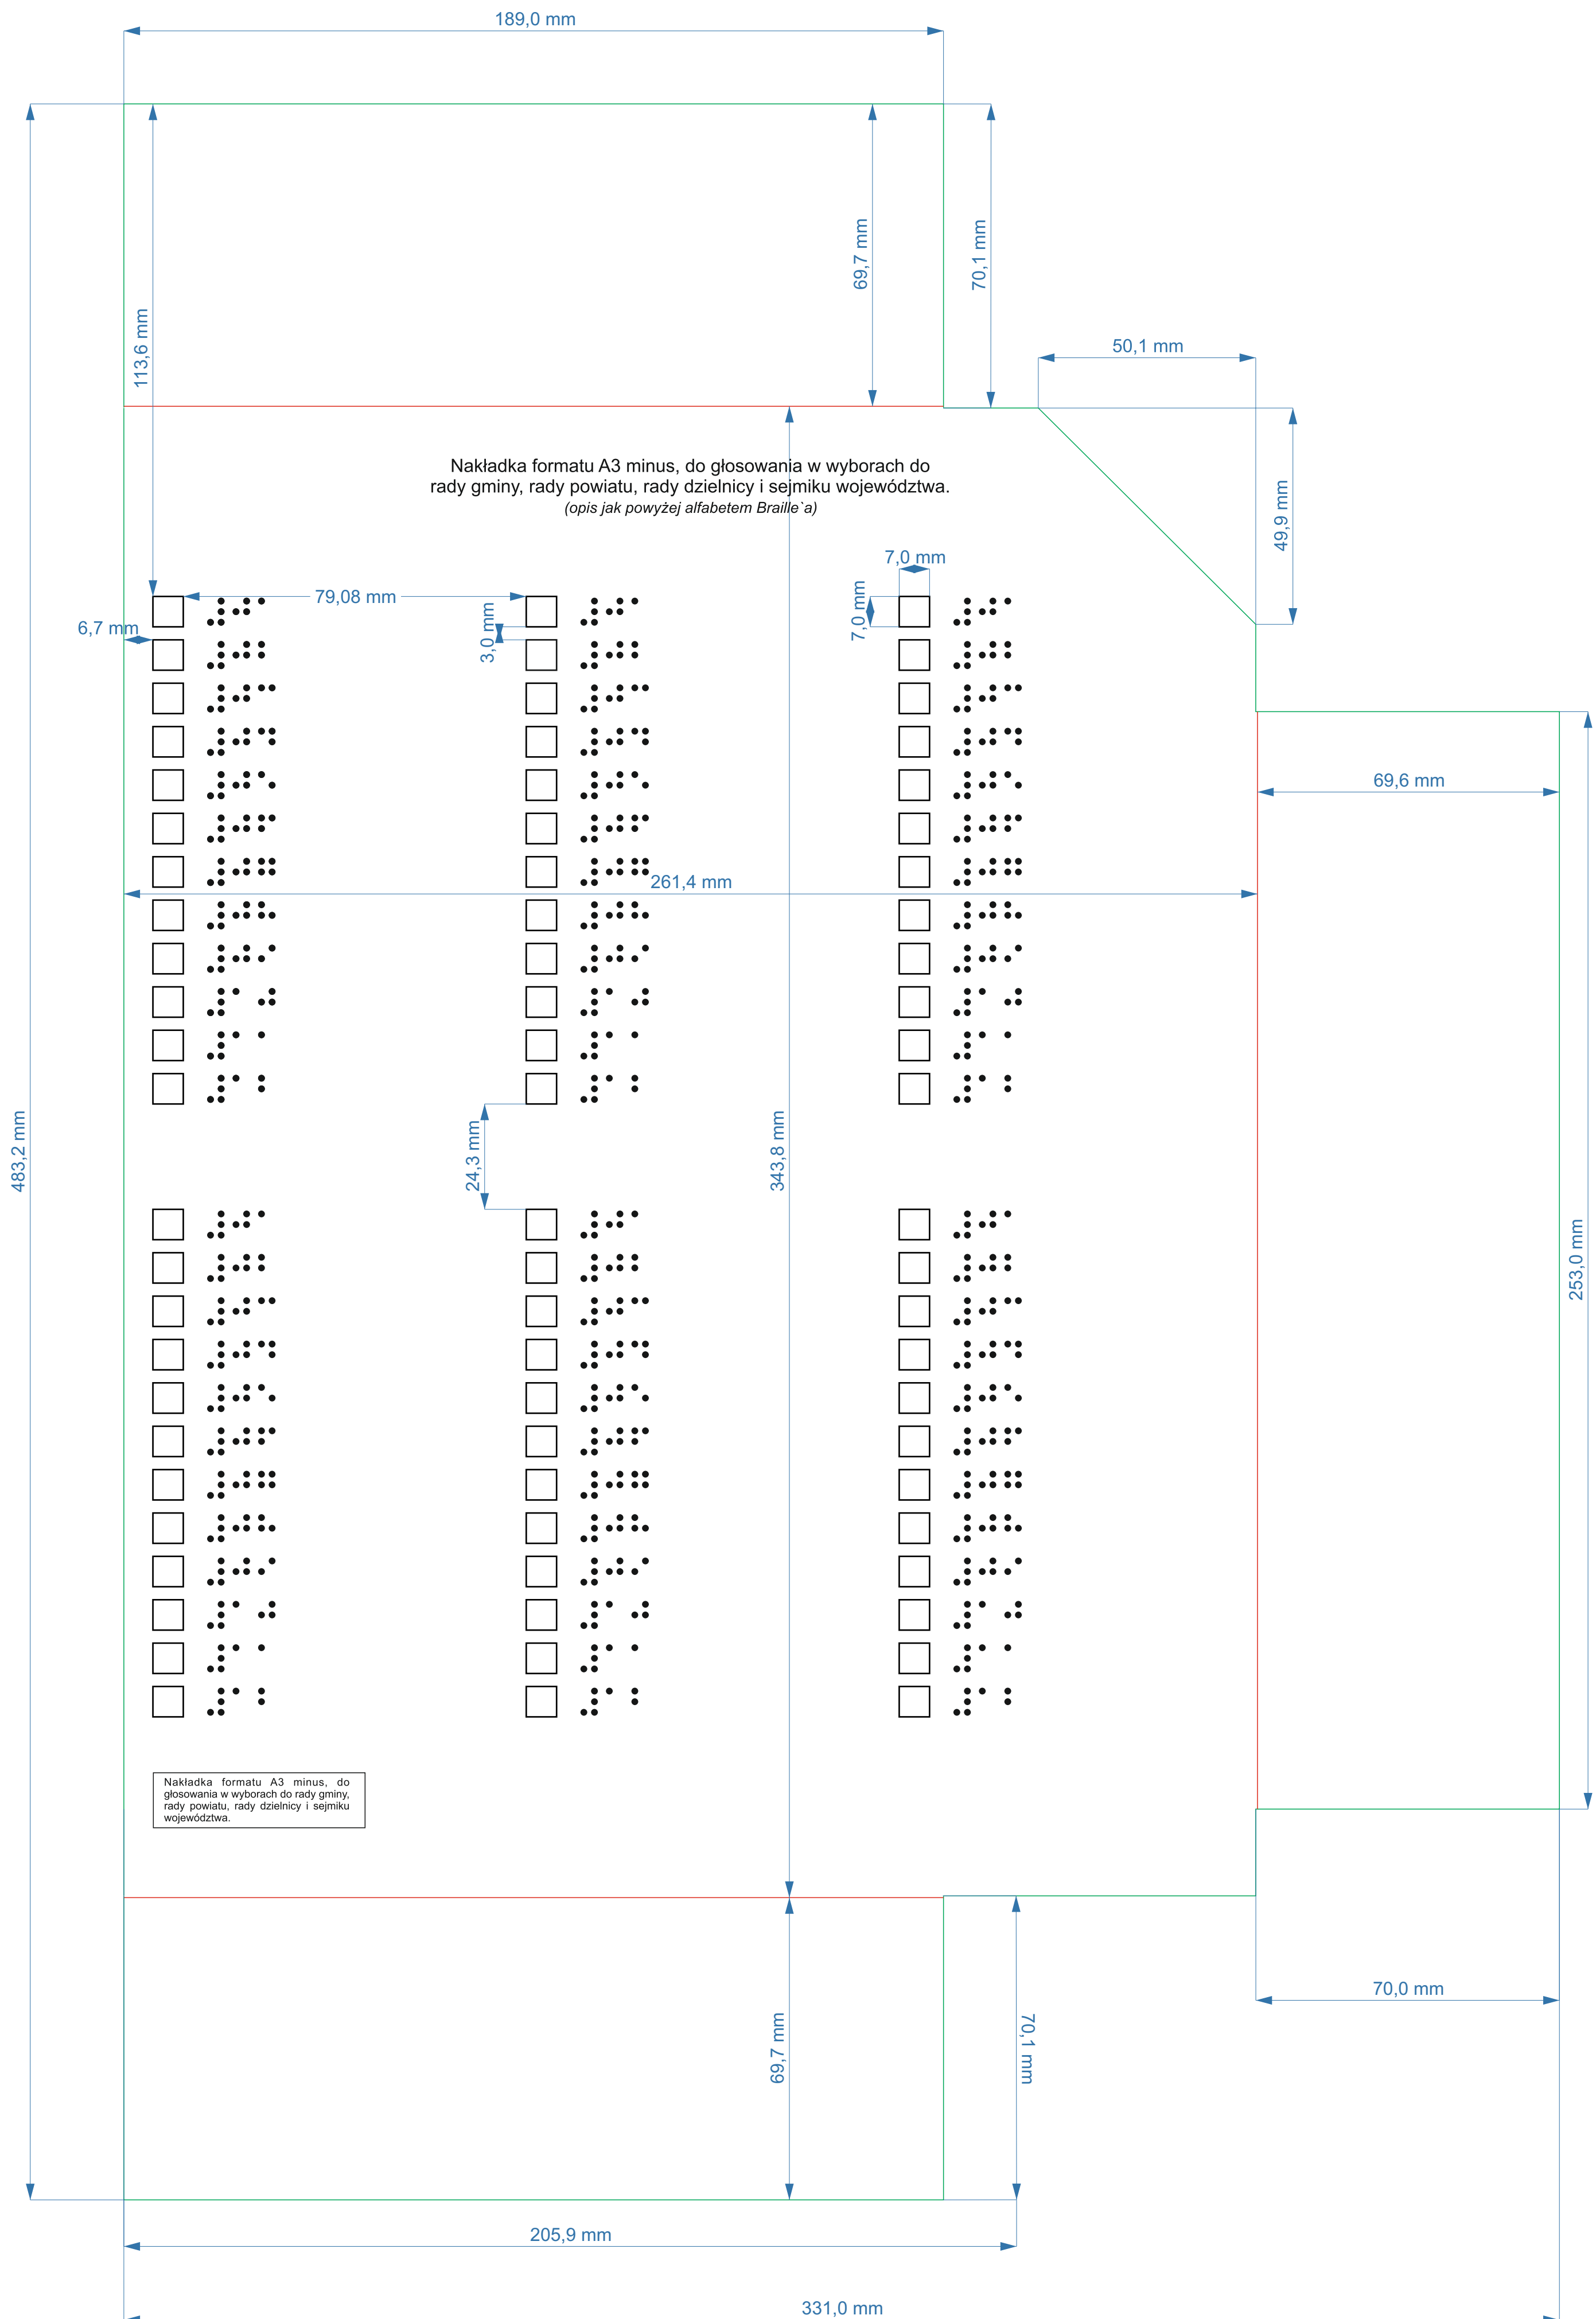 189,0 mm
69,7 mm
70,1 mm
113,6 mm
50,1 mm
49,9 mm
Nakładka formatu A3 minus, do głosowania w wyborach do
rady gminy, rady powiatu, rady dzielnicy i sejmiku województwa.
(opis jak powyżej alfabetem Braille`a)
7,0 mm
7,0 mm
79,08 mm
6,7 mm
3,0 mm
⠼⠚⠁ ⠼⠚⠁ ⠼⠚⠁
⠼⠚⠃ ⠼⠚⠃ ⠼⠚⠃
⠼⠚⠉ ⠼⠚⠉ ⠼⠚⠉
⠼⠚⠙ ⠼⠚⠙ ⠼⠚⠙
⠼⠚⠑ ⠼⠚⠑ ⠼⠚⠑
⠼⠚⠋ ⠼⠚⠋ ⠼⠚⠋
⠼⠚⠛ ⠼⠚⠛ ⠼⠚⠛
⠼⠚⠓ ⠼⠚⠓ ⠼⠚⠓
⠼⠚⠊ ⠼⠚⠊ ⠼⠚⠊
⠼⠁⠚ ⠼⠁⠚ ⠼⠁⠚
⠼⠁⠁ ⠼⠁⠁ ⠼⠁⠁
⠼⠁⠃ ⠼⠁⠃ ⠼⠁⠃
69,6 mm
261,4 mm
483,2 mm
24,3 mm
343,8 mm
253,0 mm
⠼⠚⠁ ⠼⠚⠁ ⠼⠚⠁
⠼⠚⠃ ⠼⠚⠃ ⠼⠚⠃
⠼⠚⠉ ⠼⠚⠉ ⠼⠚⠉
⠼⠚⠙ ⠼⠚⠙ ⠼⠚⠙
⠼⠚⠑ ⠼⠚⠑ ⠼⠚⠑
⠼⠚⠋ ⠼⠚⠋ ⠼⠚⠋
⠼⠚⠛ ⠼⠚⠛ ⠼⠚⠛
⠼⠚⠓ ⠼⠚⠓ ⠼⠚⠓
⠼⠚⠊ ⠼⠚⠊ ⠼⠚⠊
⠼⠁⠚ ⠼⠁⠚ ⠼⠁⠚
⠼⠁⠁ ⠼⠁⠁ ⠼⠁⠁
⠼⠁⠃ ⠼⠁⠃ ⠼⠁⠃
Nakładka formatu A3 minus, do
głosowania w wyborach do rady gminy,
rady powiatu, rady dzielnicy i sejmiku
województwa.
70,0 mm
69,7 mm
70,1 mm
205,9 mm
331,0 mm